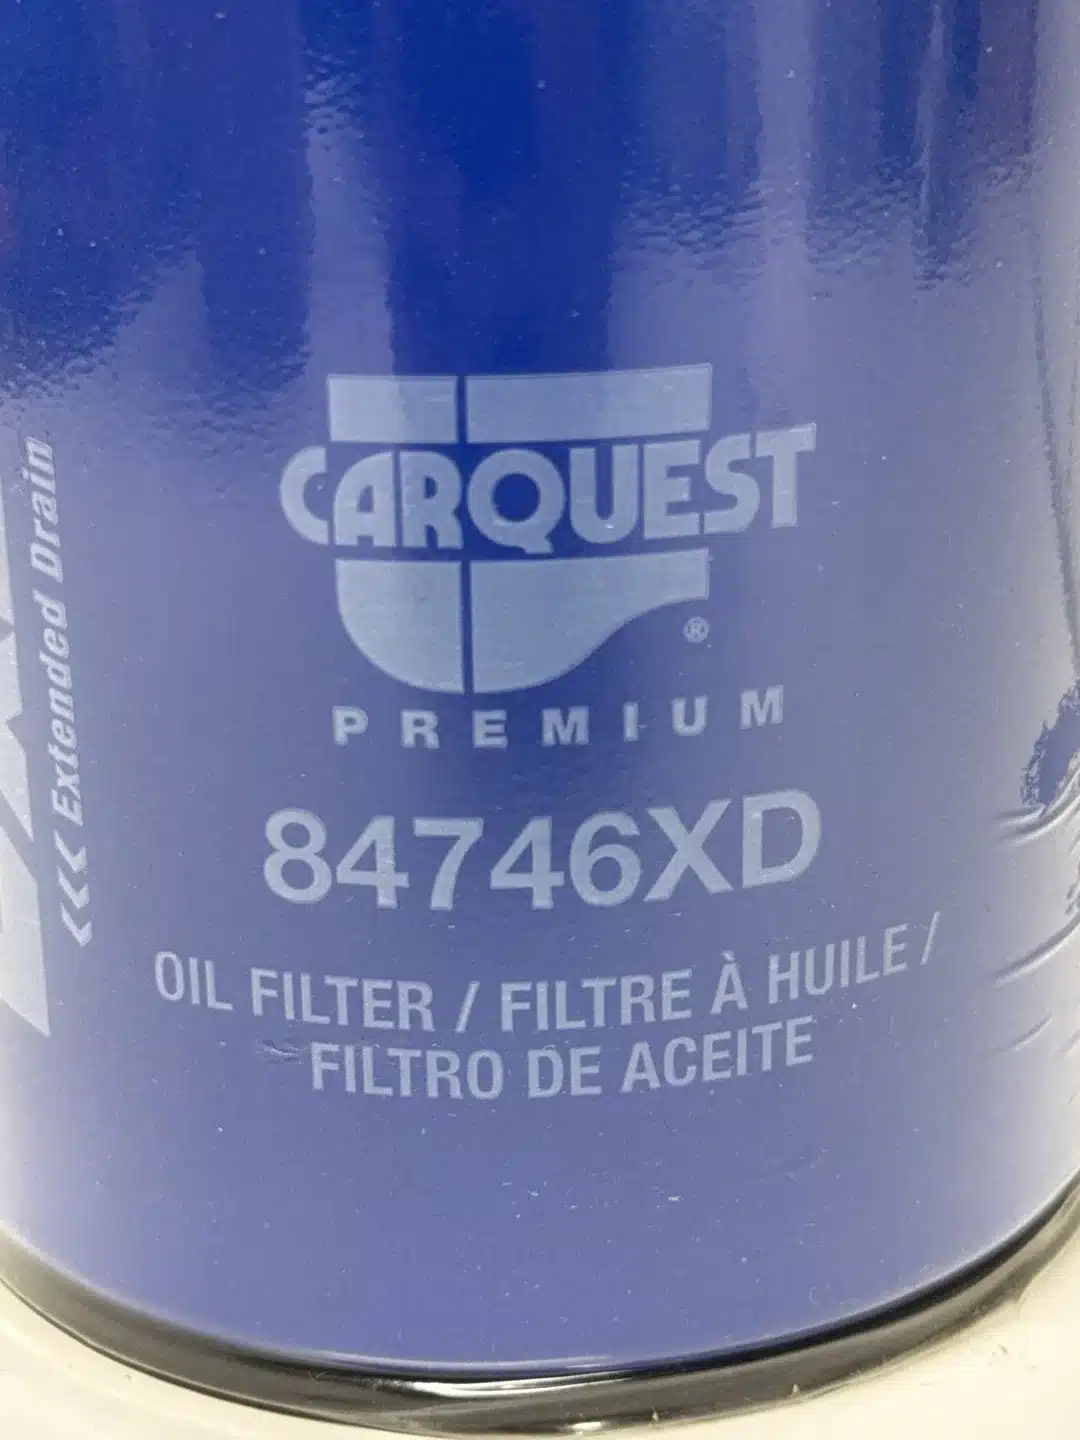 CARQUEST
®
PREMIUM
84746XD
OIL FILTER / FILTRE À HUILE /
FILTRO DE ACEITE
<<< Extended Drain